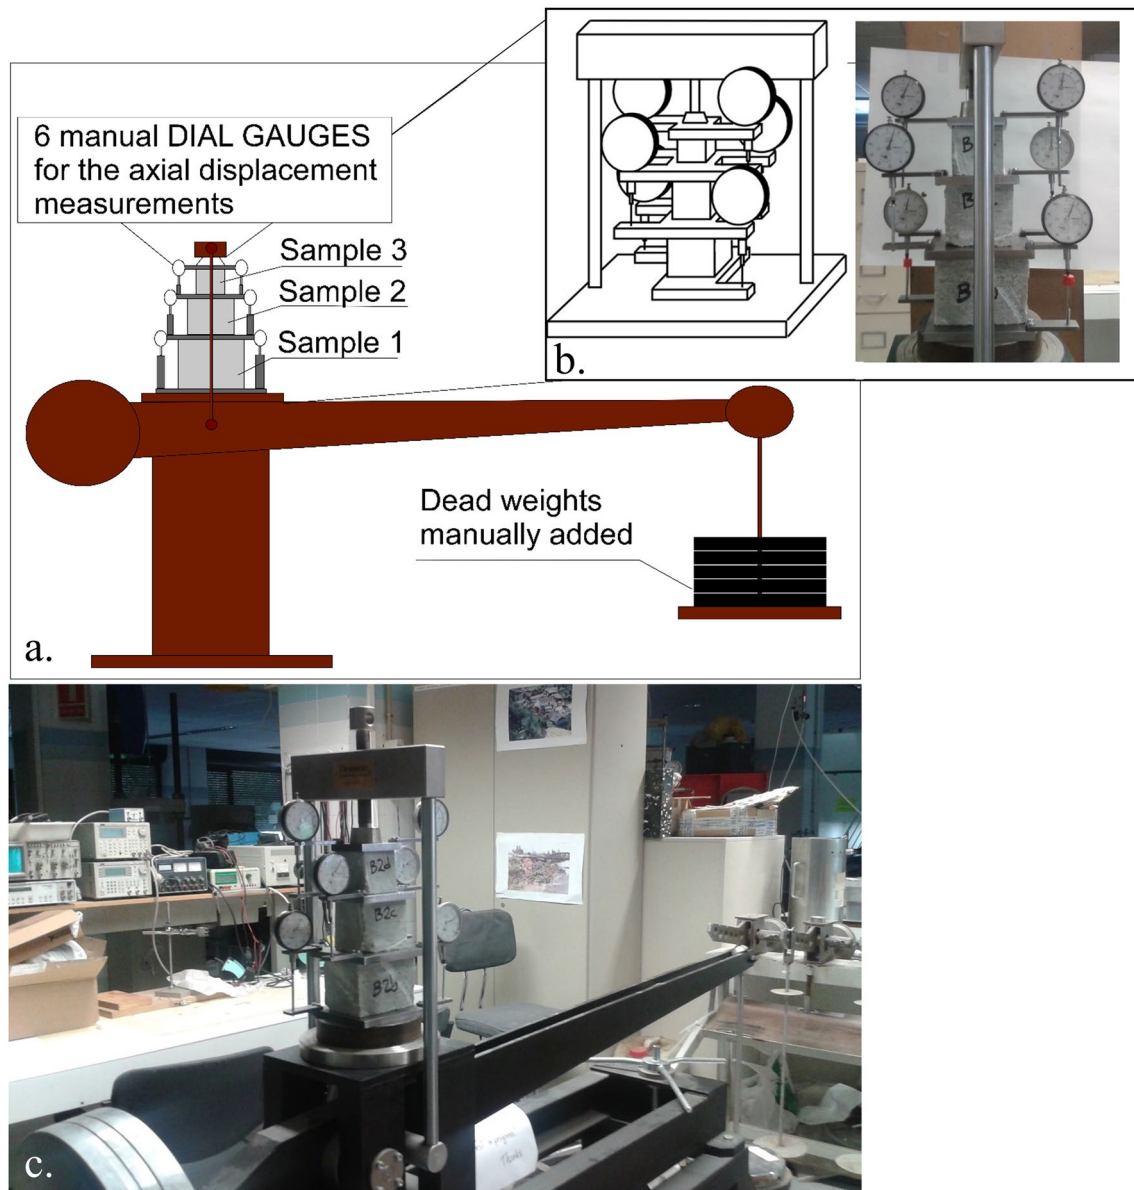 6 manual DIAL GAUGES
for the axial displacement
measurements
Sample 3
Sample 2
Sample 1
Dead weights
manually added
a.
b.
B2d
B2c
B2b
c.